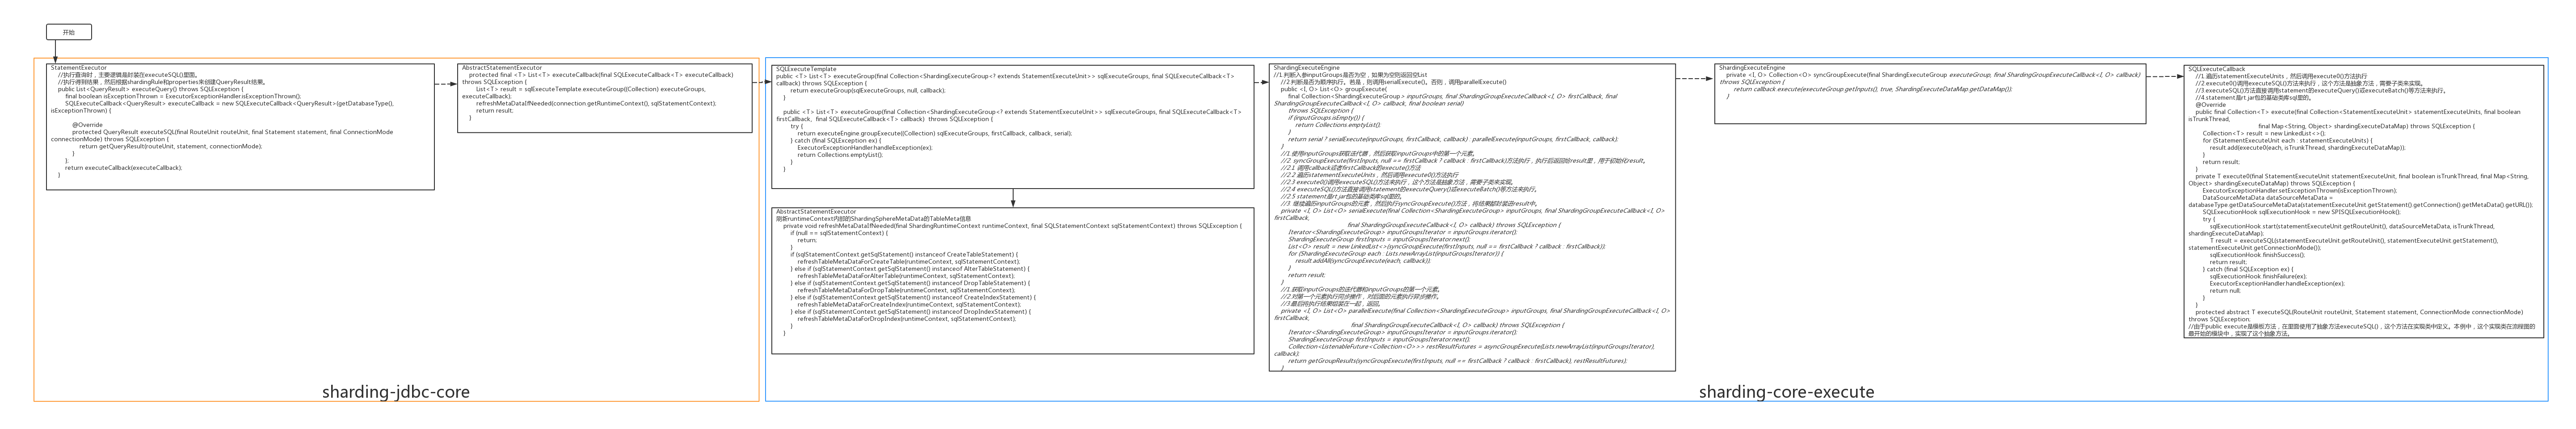 开始
StatementExecutor
//执行查询时，主要逻辑是封装在executeSQL()里面。
//执行得到结果，然后根据shardingRule和properties来创建QueryResult结果。
public List<QueryResult> executeQuery() throws SQLException {
final boolean isExceptionThrown = ExecutorExceptionHandler.isExceptionThrown();
SQLExecuteCallback<QueryResult> executeCallback = new SQLExecuteCallback<QueryResult>(getDatabaseType(),
isExceptionThrown) {
@Override
protected QueryResult executeSQL(final RouteUnit routeUnit, final Statement statement, final ConnectionMode
connectionMode) throws SQLException {
return getQueryResult(routeUnit, statement, connectionMode);
}
};
return executeCallback(executeCallback);
}
AbstractStatementExecutor
protected final <T> List<T> executeCallback(final SQLExecuteCallback<T> executeCallback)
throws SQLException {
List<T> result = sqlExecuteTemplate.executeGroup((Collection) executeGroups,
executeCallback);
refreshMetaDataIfNeeded(connection.getRuntimeContext(), sqlStatementContext);
return result;
}
sharding-jdbc-core
SQLExecuteTemplate
public <T> List<T> executeGroup(final Collection<ShardingExecuteGroup<? extends StatementExecuteUnit>> sqlExecuteGroups, final SQLExecuteCallback<T>
callback) throws SQLException {
return executeGroup(sqlExecuteGroups, null, callback);
}
public <T> List<T> executeGroup(final Collection<ShardingExecuteGroup<? extends StatementExecuteUnit>> sqlExecuteGroups, final SQLExecuteCallback<T>
firstCallback,  final SQLExecuteCallback<T> callback)  throws SQLException {
try {
return executeEngine.groupExecute((Collection) sqlExecuteGroups, firstCallback, callback, serial);
} catch (final SQLException ex) {
ExecutorExceptionHandler.handleException(ex);
return Collections.emptyList();
}
}
AbstractStatementExecutor
刷新runtimeContext内部的ShardingSphereMetaData的TableMeta信息
private void refreshMetaDataIfNeeded(final ShardingRuntimeContext runtimeContext, final SQLStatementContext sqlStatementContext) throws SQLException {
if (null == sqlStatementContext) {
return;
}
if (sqlStatementContext.getSqlStatement() instanceof CreateTableStatement) {
refreshTableMetaDataForCreateTable(runtimeContext, sqlStatementContext);
} else if (sqlStatementContext.getSqlStatement() instanceof AlterTableStatement) {
refreshTableMetaDataForAlterTable(runtimeContext, sqlStatementContext);
} else if (sqlStatementContext.getSqlStatement() instanceof DropTableStatement) {
refreshTableMetaDataForDropTable(runtimeContext, sqlStatementContext);
} else if (sqlStatementContext.getSqlStatement() instanceof CreateIndexStatement) {
refreshTableMetaDataForCreateIndex(runtimeContext, sqlStatementContext);
} else if (sqlStatementContext.getSqlStatement() instanceof DropIndexStatement) {
refreshTableMetaDataForDropIndex(runtimeContext, sqlStatementContext);
}
}
ShardingExecuteEngine
//1.判断入参inputGroups是否为空，如果为空则返回空List
//2.判断是否为顺序执行。若是，则调用serialExecute()。否则，调用parallelExecute()
public <I, O> List<O> groupExecute(
final Collection<ShardingExecuteGroup> inputGroups, final ShardingGroupExecuteCallback<I, O> firstCallback, final
ShardingGroupExecuteCallback<I, O> callback, final boolean serial)
throws SQLException {
if (inputGroups.isEmpty()) {
return Collections.emptyList();
}
return serial ? serialExecute(inputGroups, firstCallback, callback) : parallelExecute(inputGroups, firstCallback, callback);
}
//1.使用inputGroups获取迭代器，然后获取inputGroups中的第一个元素。
//2. syncGroupExecute(firstInputs, null == firstCallback ? callback : firstCallback)方法执行，执行后返回给result里，用于初始化result。
//2.1. 调用callback或者firstCallback的execute()方法
//2.2 遍历statementExecuteUnits，然后调用execute0()方法执行
//2.3 execute0()调用executeSQL()方法来执行，这个方法是抽象方法，需要子类来实现。
//2.4 executeSQL()方法直接调用statement的executeQuery()或executeBatch()等方法来执行。
//2.5 statement是rt.jar包的基础类库sql里的。
//3. 继续遍历inputGroups的元素，然后执行syncGroupExecute()方法，将结果都封装进result中。
private <I, O> List<O> serialExecute(final Collection<ShardingExecuteGroup> inputGroups, final ShardingGroupExecuteCallback<I, O>
firstCallback,
final ShardingGroupExecuteCallback<I, O> callback) throws SQLException {
Iterator<ShardingExecuteGroup> inputGroupsIterator = inputGroups.iterator();
ShardingExecuteGroup firstInputs = inputGroupsIterator.next();
List<O> result = new LinkedList<>(syncGroupExecute(firstInputs, null == firstCallback ? callback : firstCallback));
for (ShardingExecuteGroup each : Lists.newArrayList(inputGroupsIterator)) {
result.addAll(syncGroupExecute(each, callback));
}
return result;
}
//1.获取inputGroups的迭代器和inputGroups的第一个元素。
//2.对第一个元素执行同步操作，对后面的元素执行异步操作。
//3.最后将执行结果组装在一起，返回。
private <I, O> List<O> parallelExecute(final Collection<ShardingExecuteGroup> inputGroups, final ShardingGroupExecuteCallback<I, O>
firstCallback,
final ShardingGroupExecuteCallback<I, O> callback) throws SQLException {
Iterator<ShardingExecuteGroup> inputGroupsIterator = inputGroups.iterator();
ShardingExecuteGroup firstInputs = inputGroupsIterator.next();
Collection<ListenableFuture<Collection<O>>> restResultFutures = asyncGroupExecute(Lists.newArrayList(inputGroupsIterator),
callback);
return getGroupResults(syncGroupExecute(firstInputs, null == firstCallback ? callback : firstCallback), restResultFutures);
}
ShardingExecuteEngine
private <I, O> Collection<O> syncGroupExecute(final ShardingExecuteGroup executeGroup, final ShardingGroupExecuteCallback<I, O> callback)
throws SQLException {
return callback.execute(executeGroup.getInputs(), true, ShardingExecuteDataMap.getDataMap());
}
SQLExecuteCallback
//1.遍历statementExecuteUnits，然后调用execute0()方法执行
//2.execute0()调用executeSQL()方法来执行，这个方法是抽象方法，需要子类来实现。
//3.executeSQL()方法直接调用statement的executeQuery()或executeBatch()等方法来执行。
//4.statement是rt.jar包的基础类库sql里的。
@Override
public final Collection<T> execute(final Collection<StatementExecuteUnit> statementExecuteUnits, final boolean
isTrunkThread,
final Map<String, Object> shardingExecuteDataMap) throws SQLException {
Collection<T> result = new LinkedList<>();
for (StatementExecuteUnit each : statementExecuteUnits) {
result.add(execute0(each, isTrunkThread, shardingExecuteDataMap));
}
return result;
}
private T execute0(final StatementExecuteUnit statementExecuteUnit, final boolean isTrunkThread, final Map<String,
Object> shardingExecuteDataMap) throws SQLException {
ExecutorExceptionHandler.setExceptionThrown(isExceptionThrown);
DataSourceMetaData dataSourceMetaData =
databaseType.getDataSourceMetaData(statementExecuteUnit.getStatement().getConnection().getMetaData().getURL());
SQLExecutionHook sqlExecutionHook = new SPISQLExecutionHook();
try {
sqlExecutionHook.start(statementExecuteUnit.getRouteUnit(), dataSourceMetaData, isTrunkThread,
shardingExecuteDataMap);
T result = executeSQL(statementExecuteUnit.getRouteUnit(), statementExecuteUnit.getStatement(),
statementExecuteUnit.getConnectionMode());
sqlExecutionHook.finishSuccess();
return result;
} catch (final SQLException ex) {
sqlExecutionHook.finishFailure(ex);
ExecutorExceptionHandler.handleException(ex);
return null;
}
}
protected abstract T executeSQL(RouteUnit routeUnit, Statement statement, ConnectionMode connectionMode)
throws SQLException;
//由于public execute是模板方法，在里面使用了抽象方法executeSQL()，这个方法在实现类中定义。本例中，这个实现类在流程图的
最开始的模块中，实现了这个抽象方法。
sharding-core-execute